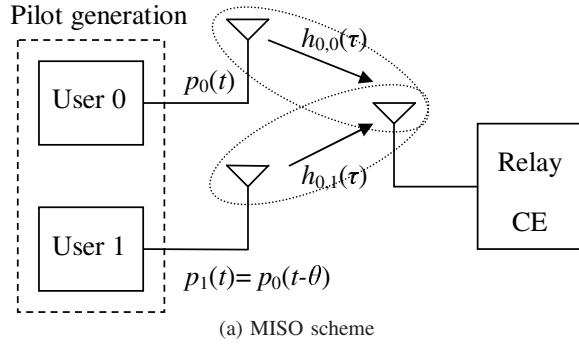 Pilot generation
User 0
p₀(t)
h₀,₀(τ)
h₀,₁(τ)
User 1
p₁(t)= p₀(t-θ)
Relay
CE
(a) MISO scheme